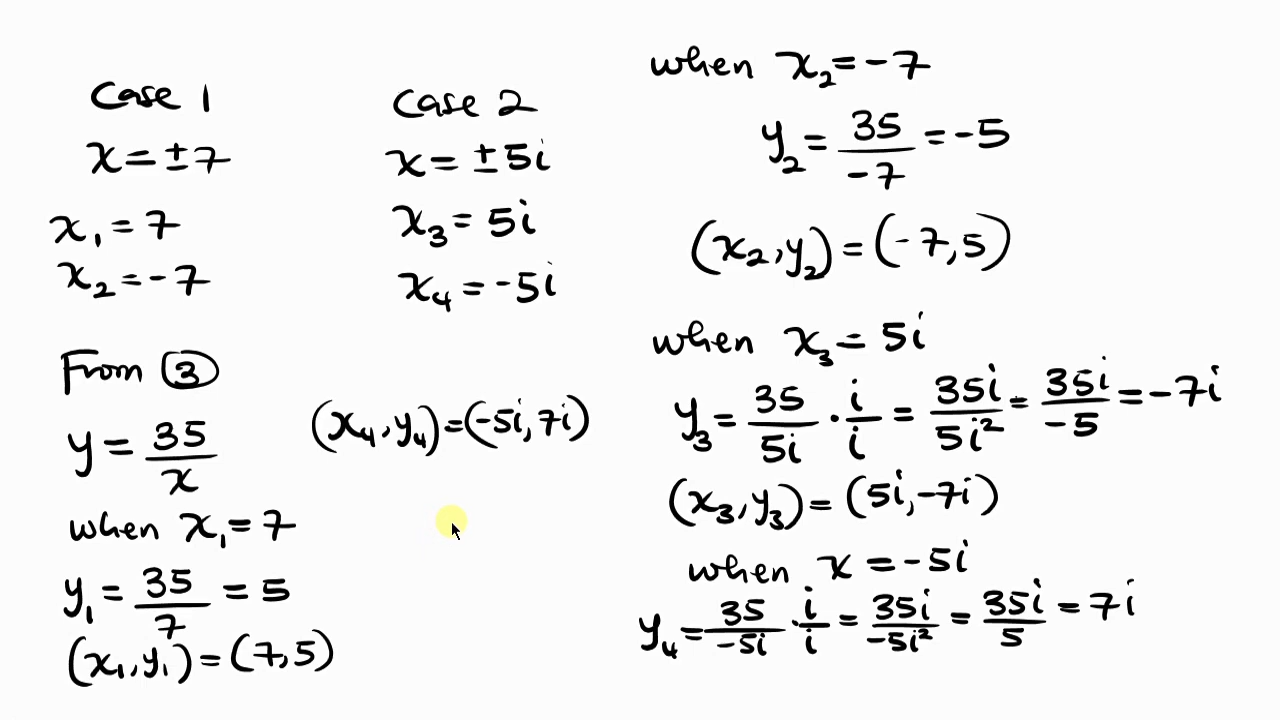 Case 1
x = ±7
x₁ = 7
x₂ = -7
From ③
y = 35/x
when x₁ = 7
y₁ = 35/7 = 5
(x₁, y₁) = (7, 5)
Case 2
x = ±5i
x₃ = 5i
x₄ = -5i
(x₄, y₄) = (-5i, 7i)
when x₂ = -7
y₂ = 35/-7 = -5
(x₂, y₂) = (-7, 5)
when x₃ = 5i
y₃ = 35/5i · i/i = 35i/5i² = 35i/-5 = -7i
(x₃, y₃) = (5i, -7i)
when x = -5i
y₄ = 35/-5i · i/i = 35i/-5i² = 35i/5 = 7i